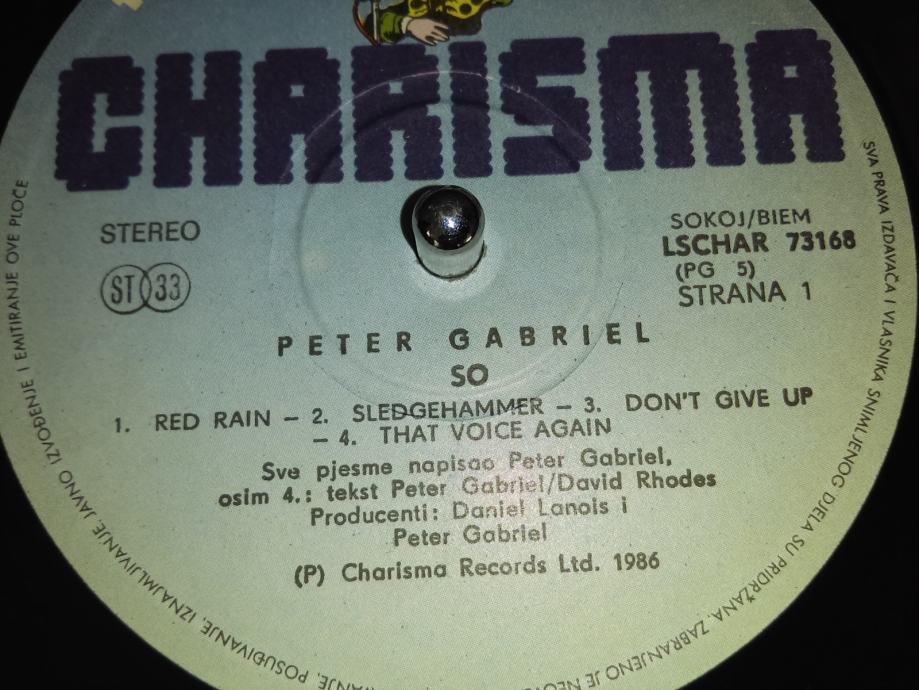 CHARISMA
STEREO
ST 33
SOKOJ/BIEM
LSCHAR 73168
(PG 5)
STRANA 1
PETER GABRIEL
SO
1. RED RAIN – 2. SLEDGEHAMMER – 3. DON'T GIVE UP
– 4. THAT VOICE AGAIN
Sve pjesme napisao Peter Gabriel,
osim 4.: tekst Peter Gabriel/David Rhodes
Producenti: Daniel Lanois i
Peter Gabriel
(P) Charisma Records Ltd. 1986
SVA PRAVA IZDAVAČA I VLASNIKA SNIMLJENOG DJELA SU PRIDRŽANA. ZABRANJENO JE
POSUĐIVANJE, IZNAJMLJIVANJE, JAVNO IZVOĐENJE I EMITIRANJE OVE PLOČE